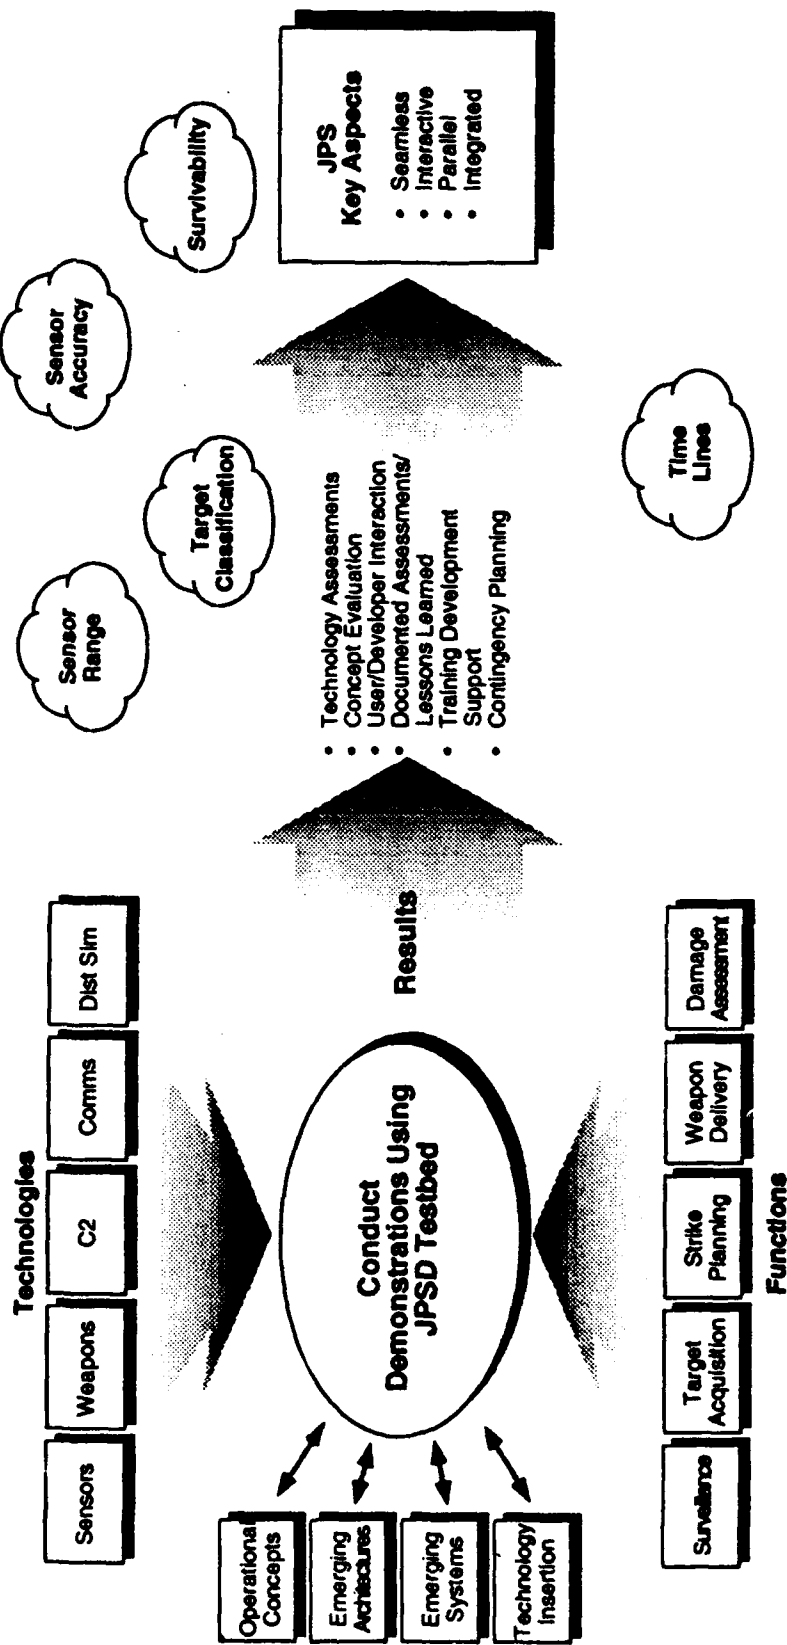 Technologies
Sensors
Weapons
C2
Comms
Dist Sim
Operational
Concepts
Emerging
Architectures
Emerging
Systems
Technology
Insertion
Conduct
Demonstrations Using
JPSD Testbed
Results
• Technology Assessments
• Concept Evaluation
• User/Developer Interaction
• Documented Assessments/
Lessons Learned
• Training Development
Support
• Contingency Planning
Sensor
Range
Target
Classification
Sensor
Accuracy
Survivability
Time
Lines
JPS
Key Aspects
• Seamless
• Interactive
• Parallel
• Integrated
Surveillance
Target
Acquisition
Strike
Planning
Weapon
Delivery
Damage
Assessment
Functions